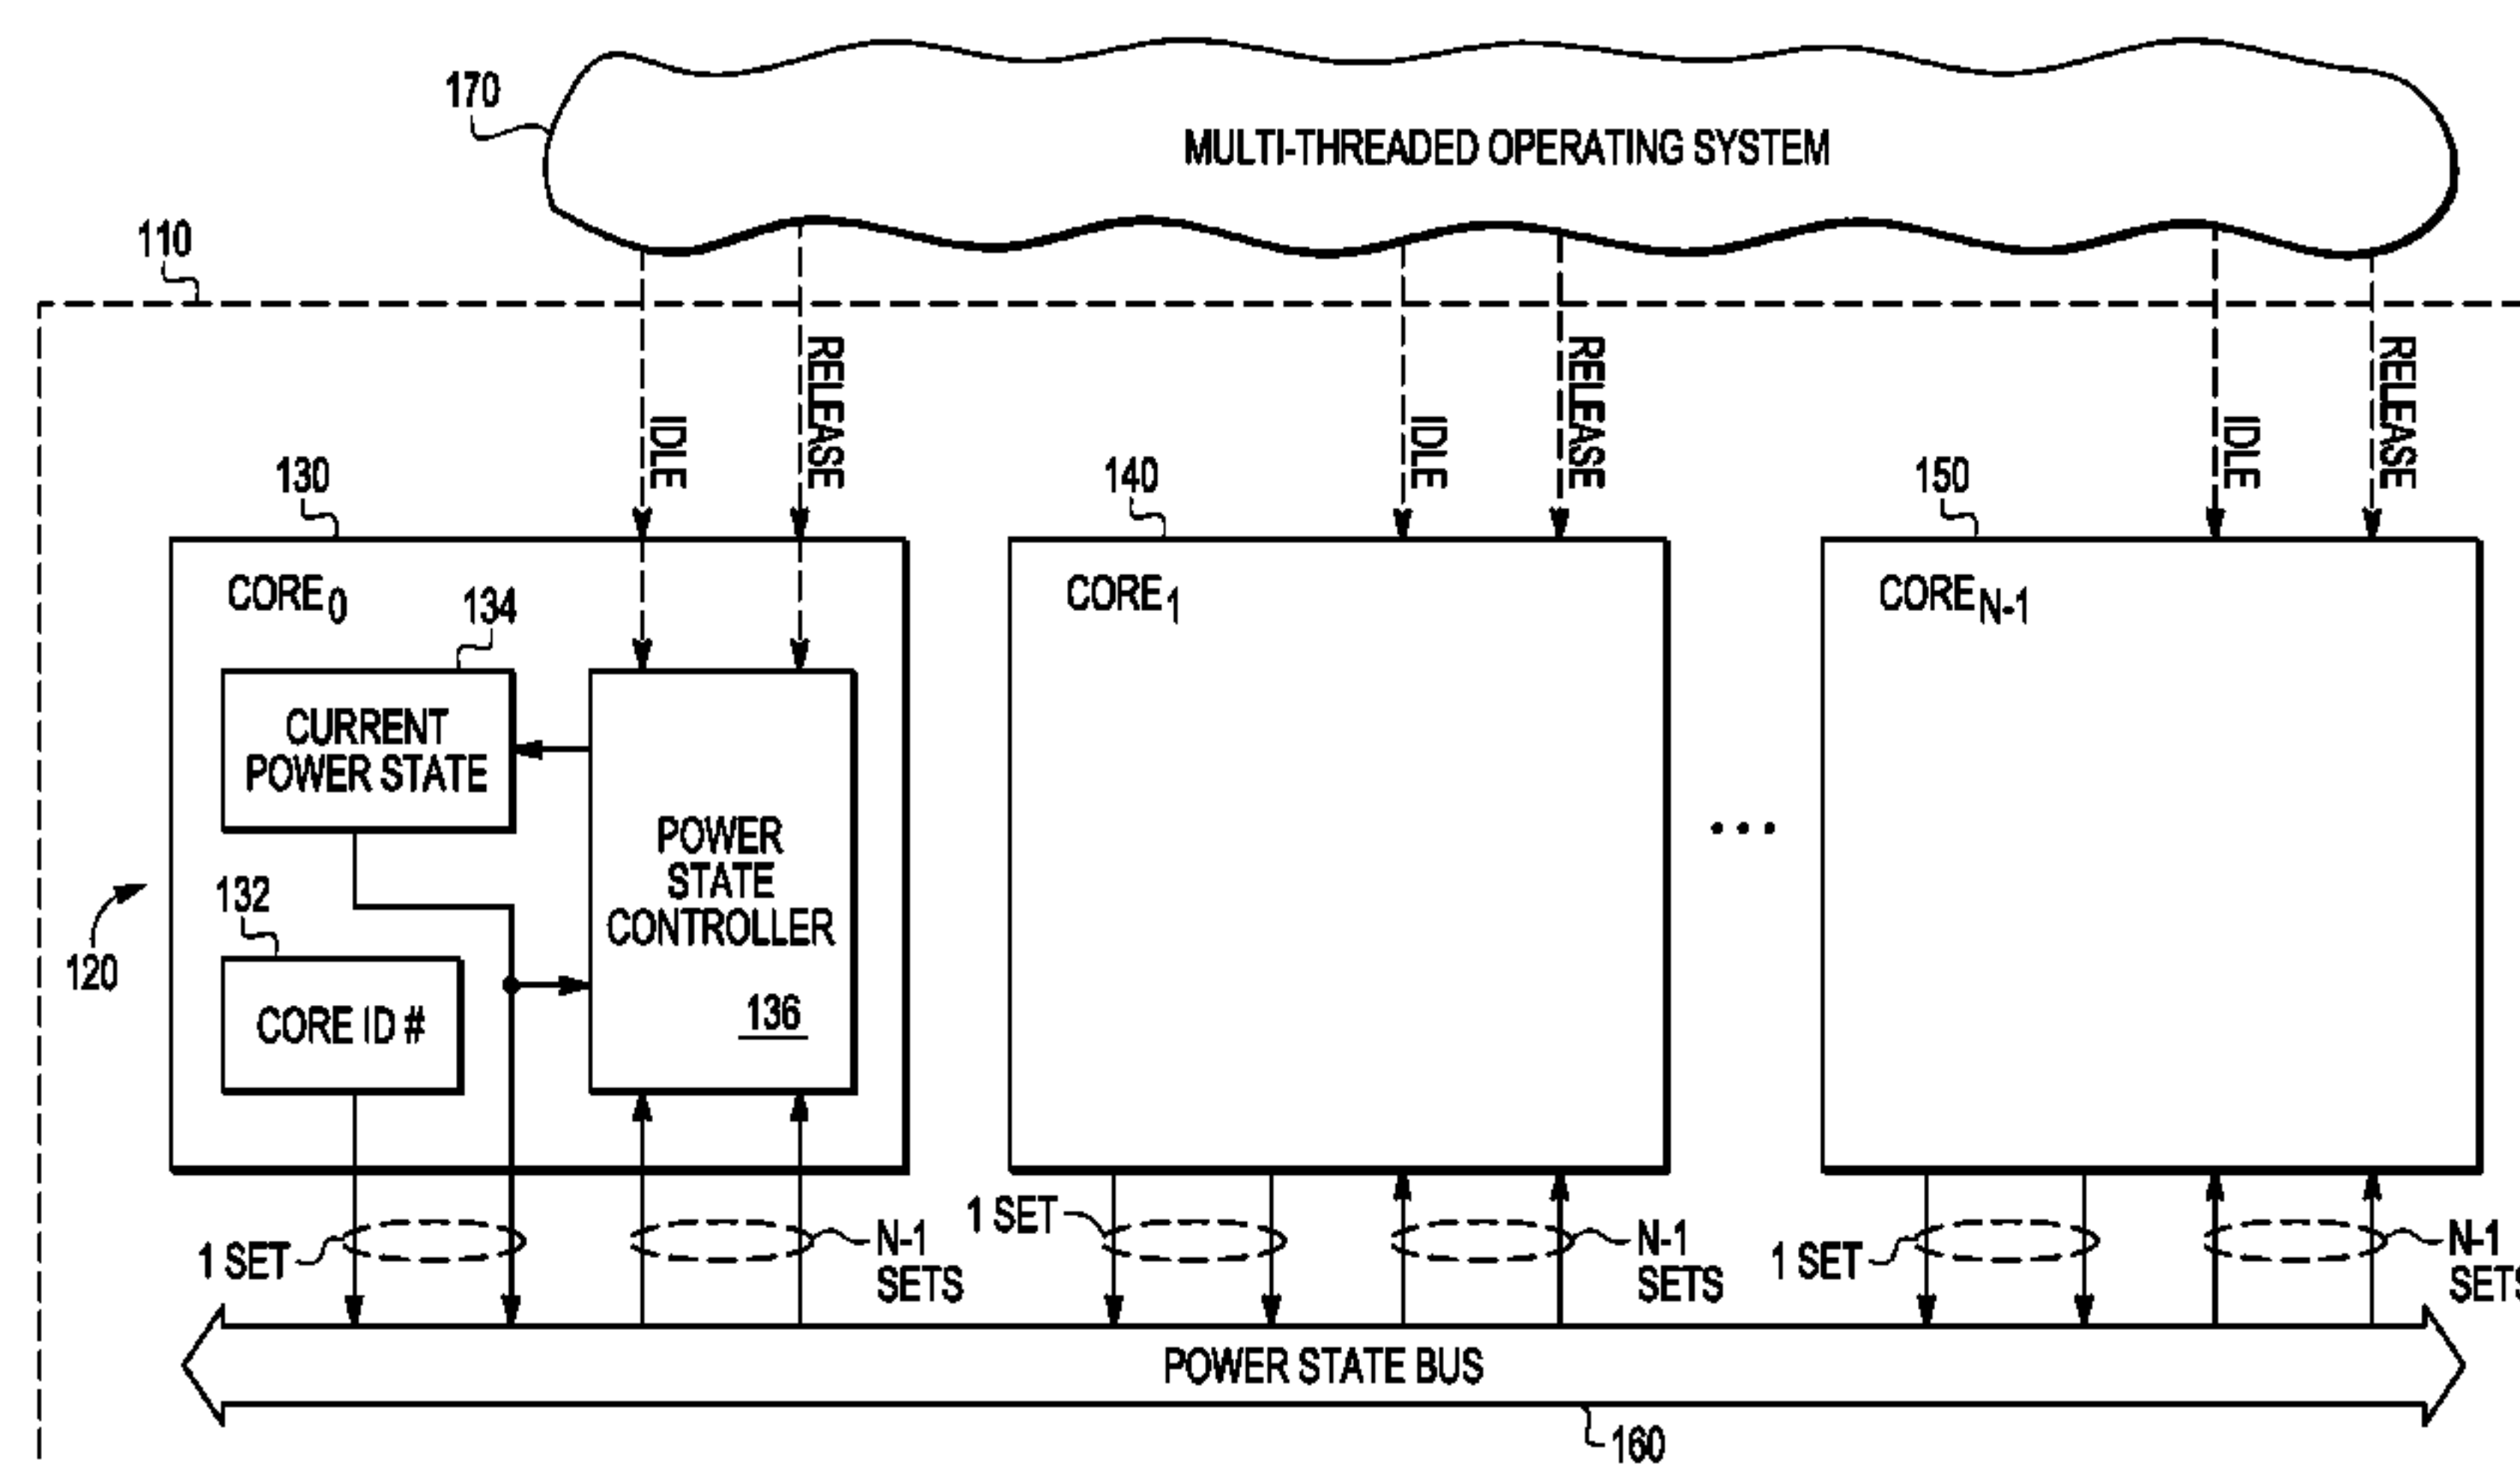 170
MULTI-THREADED OPERATING SYSTEM
110
IDLE
RELEASE
IDLE
RELEASE
IDLE
RELEASE
130
140
150
CORE0
CORE1
COREN-1
134
CURRENT
POWER STATE
POWER
STATE
CONTROLLER
136
...
132
CORE ID #
120
1 SET
N-1
SETS
1 SET
N-1
SETS
1 SET
N-1
SETS
POWER STATE BUS
160